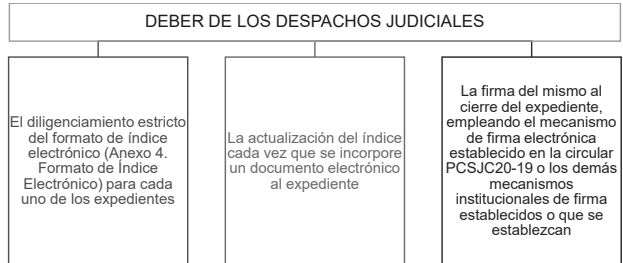 DEBER DE LOS DESPACHOS JUDICIALES
El diligenciamiento estricto
del formato de índice
electrónico (Anexo 4.
Formato de Índice
Electrónico) para cada
uno de los expedientes
La actualización del índice
cada vez que se incorpore
un documento electrónico
al expediente
La firma del mismo al
cierre del expediente,
empleando el mecanismo
de firma electrónica
establecido en la circular
PCSJC20-19 o los demás
mecanismos
institucionales de firma
establecidos o que se
establezcan